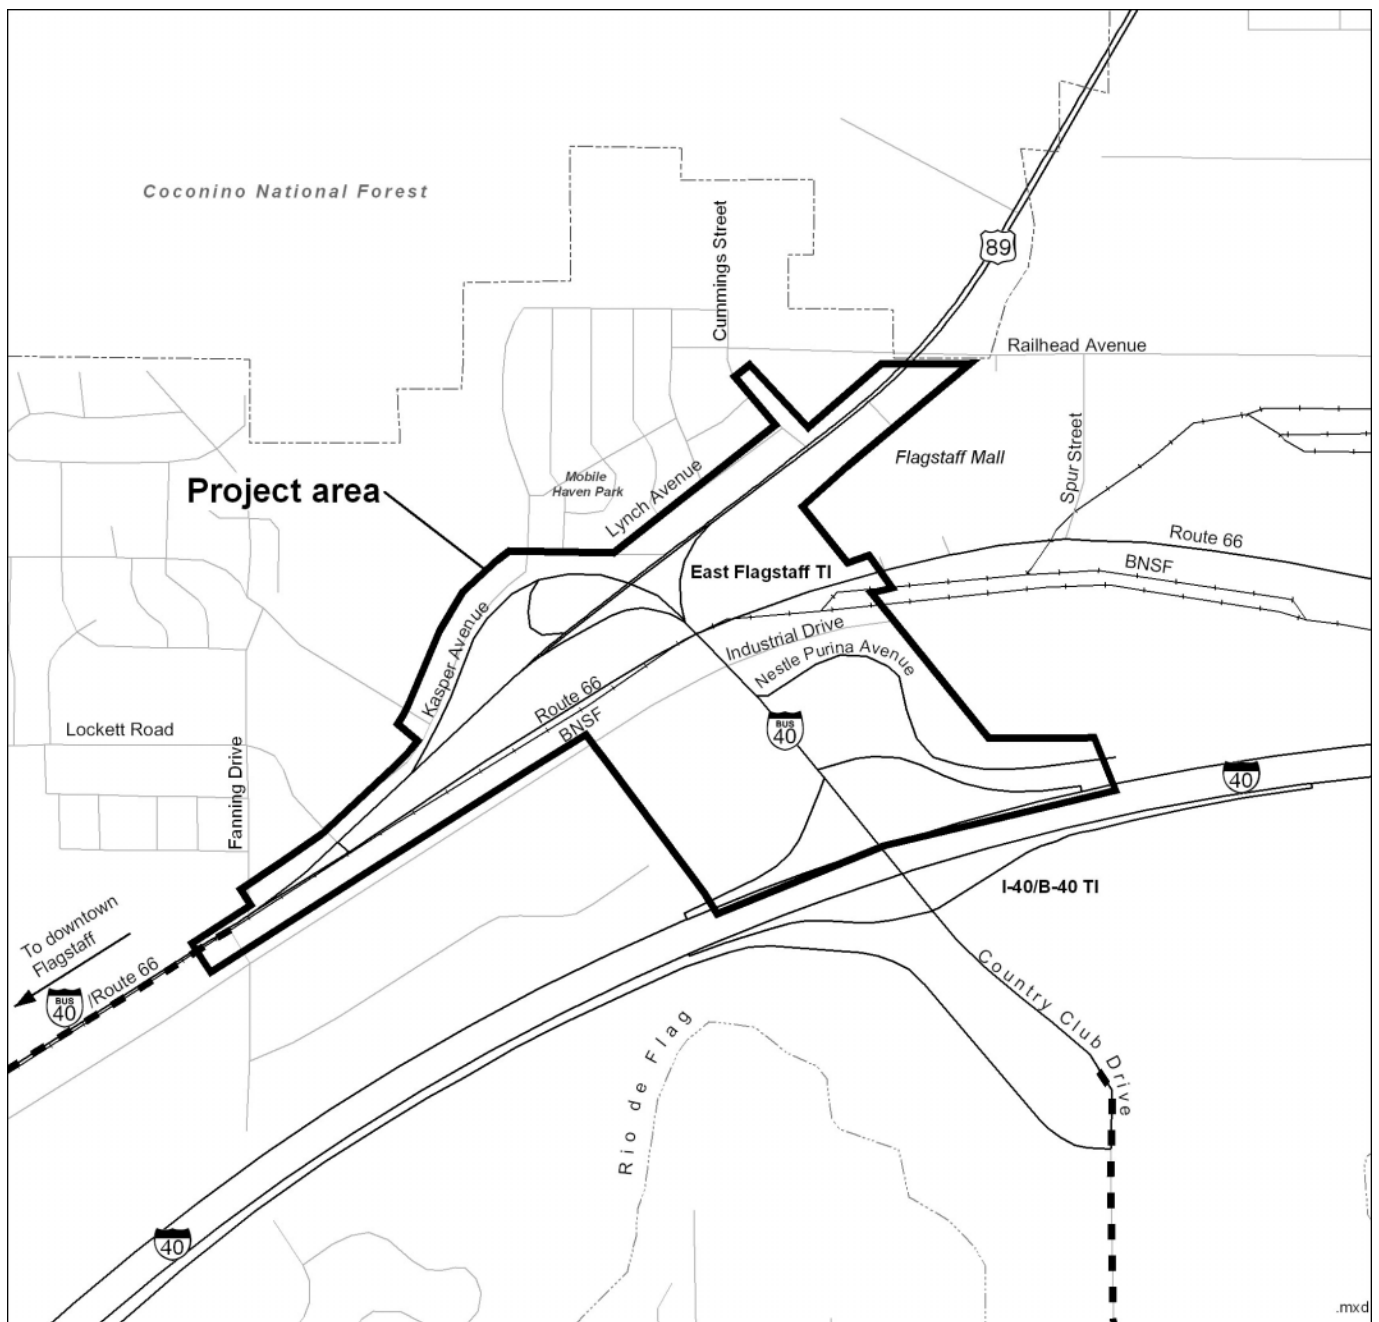 Coconino National Forest
Cummings Street
89
Railhead Avenue
Project area
Mobile
Haven Park
Lynch Avenue
Flagstaff Mall
Spur Street
Route 66
BNSF
East Flagstaff TI
Kasper Avenue
Industrial Drive
Nestle Purina Avenue
Route 66
BNSF
BUS
40
Lockett Road
Fanning Drive
40
I-40/B-40 TI
To downtown
Flagstaff
BUS
40
/Route 66
Country Club Drive
Rio de Flag
40
.mxd